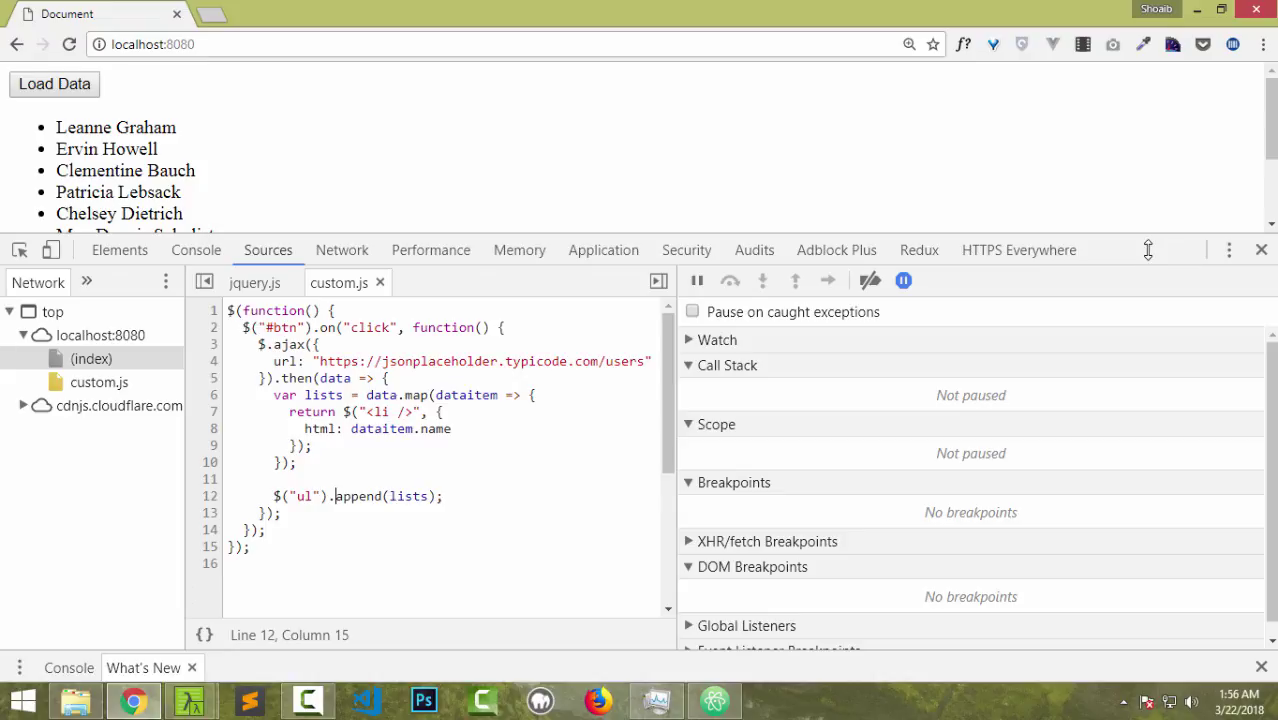 Document
Shoaib
localhost:8080
f?
Load Data
Leanne Graham
Ervin Howell
Clementine Bauch
Patricia Lebsack
Chelsey Dietrich
Elements Console Sources Network Performance Memory Application Security Audits Adblock Plus Redux HTTPS Everywhere
Network » jquery.js custom.js
top
localhost:8080
(index)
custom.js
cdnjs.cloudflare.com
1 $(function() {
2 $("#btn").on("click", function() {
3 $.ajax({
4 url: "https://jsonplaceholder.typicode.com/users"
5 }).then(data => {
6 var lists = data.map(dataitem => {
7 return $("<li />", {
8 html: dataitem.name
9 });
10 });
11
12 $("ul").append(lists);
13 });
14 });
15 });
16
{} Line 12, Column 15
Pause on caught exceptions
Watch
Call Stack
Not paused
Scope
Not paused
Breakpoints
No breakpoints
XHR/fetch Breakpoints
DOM Breakpoints
No breakpoints
Global Listeners
Event Listener Breakpoints
Console What's New
Ps
1:56 AM
3/22/2018